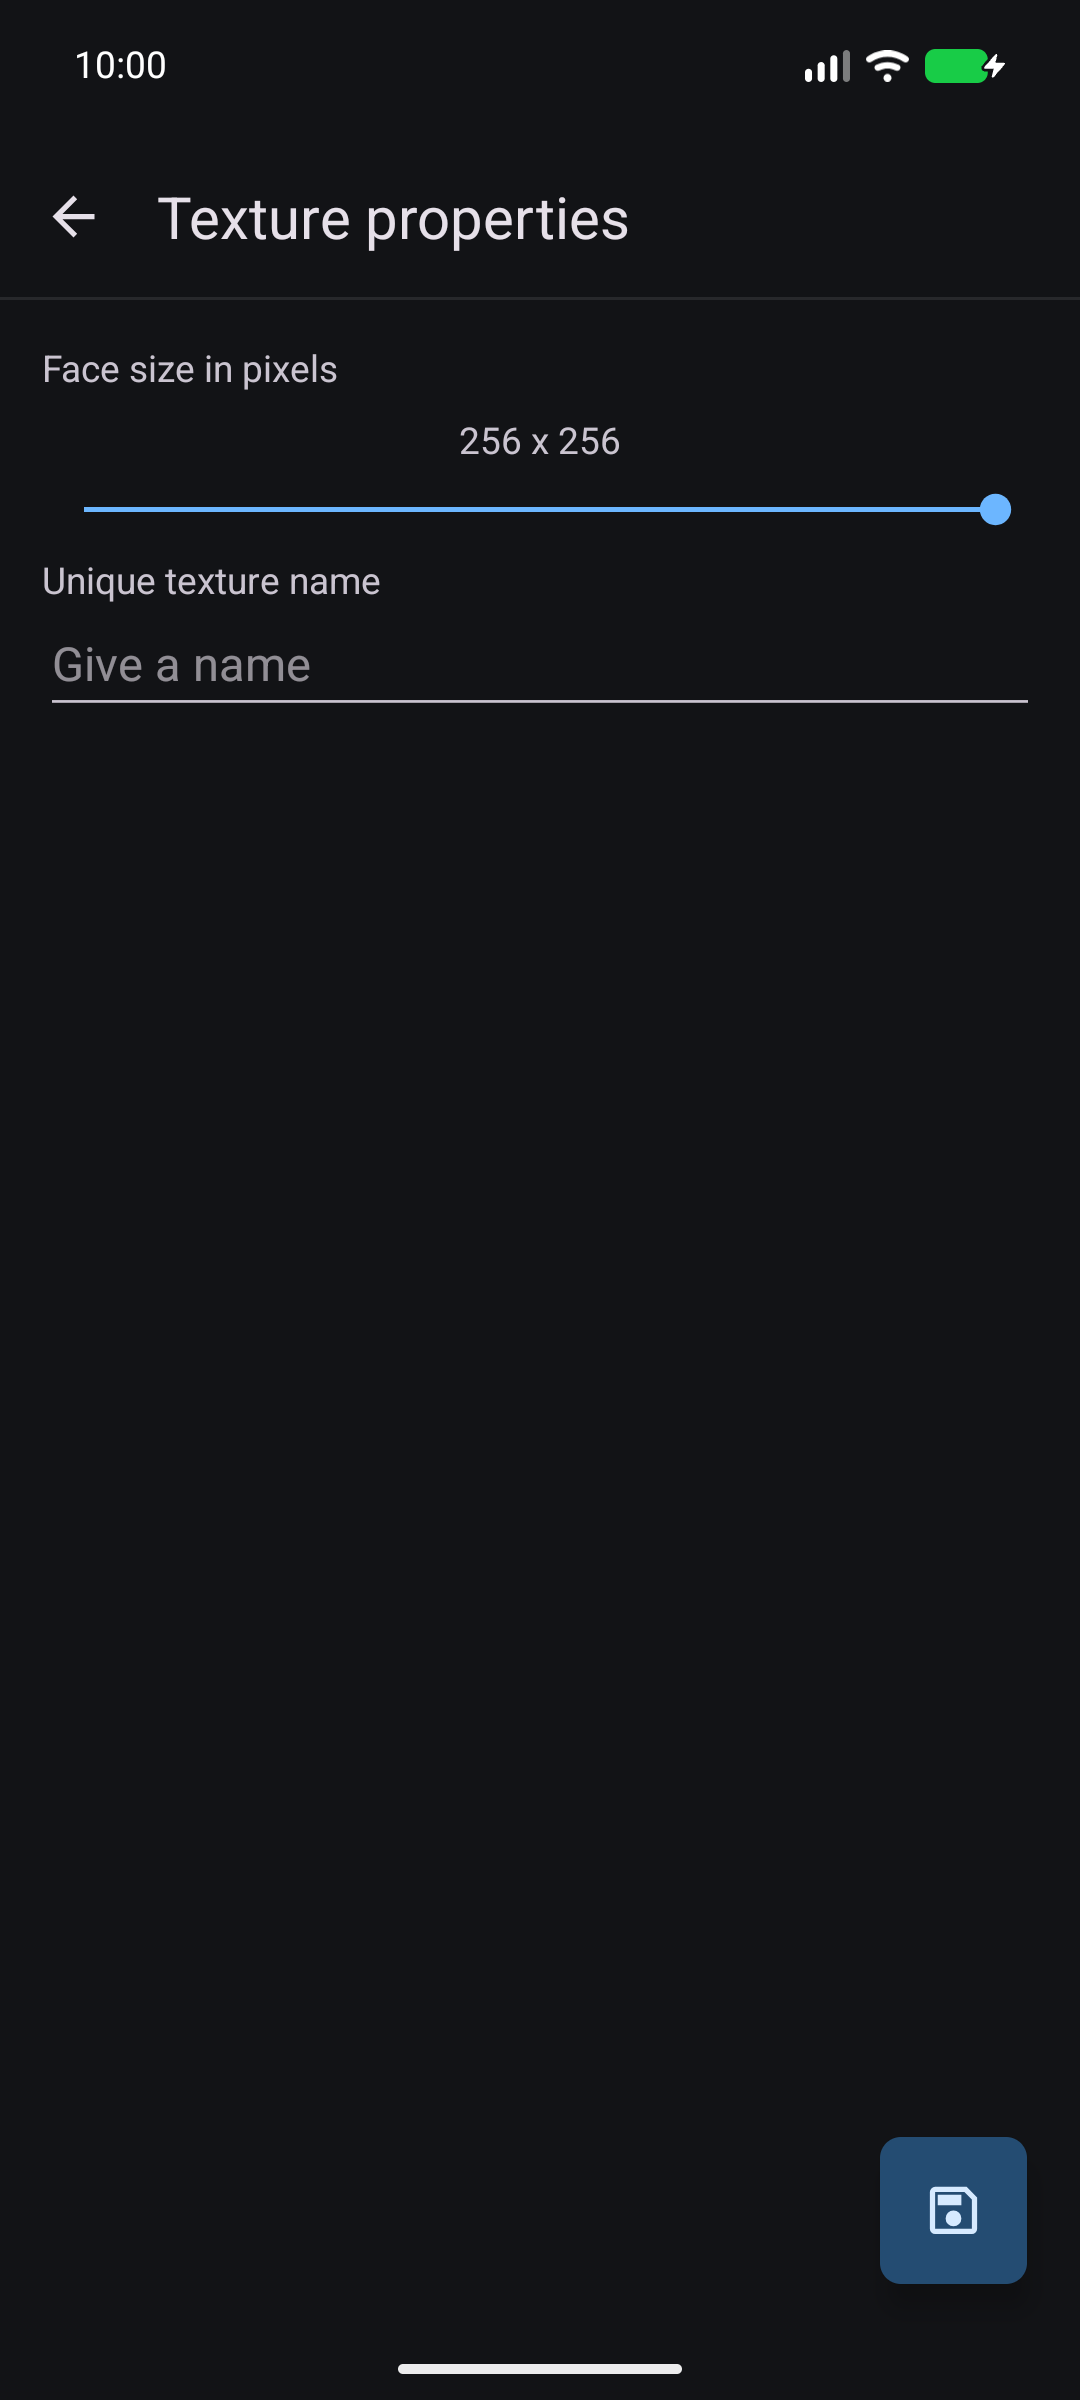 10:00
Texture properties
Face size in pixels
256 x 256
Unique texture name
Give a name